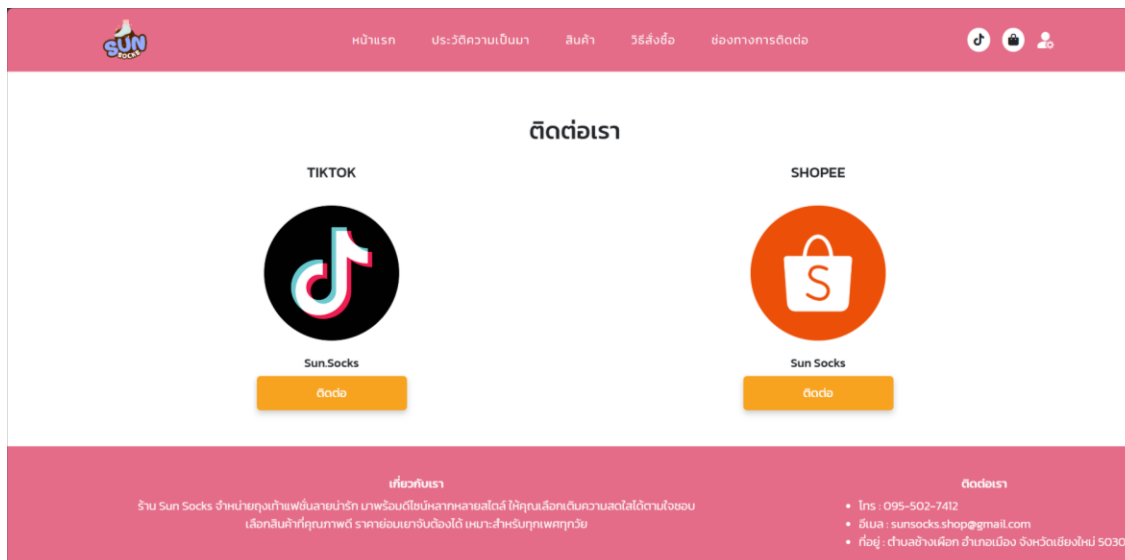 SUN
SOCKS
หน้าแรก ประวัติความเป็นมา สินค้า วิธีสั่งซื้อ ช่องทางการติดต่อ
ติดต่อเรา
TIKTOK SHOPEE
S
Sun.Socks Sun Socks
ติดต่อ ติดต่อ
เกี่ยวกับเรา ติดต่อเรา
ร้าน Sun Socks จำหน่ายถุงเท้าแฟชั่นลายน่ารัก มาพร้อมดีไซน์หลากหลายสไตล์ ให้คุณเลือกเติมความสดใสได้ตามใจชอบ
เลือกสินค้าที่คุณภาพดี ราคาย่อมเยาจับต้องได้ เหมาะสำหรับทุกเพศทุกวัย
โทร : 095-502-7412
อีเมล : sunsocks.shop@gmail.com
ที่อยู่ : ตำบลช้างเผือก อำเภอเมือง จังหวัดเชียงใหม่ 5030